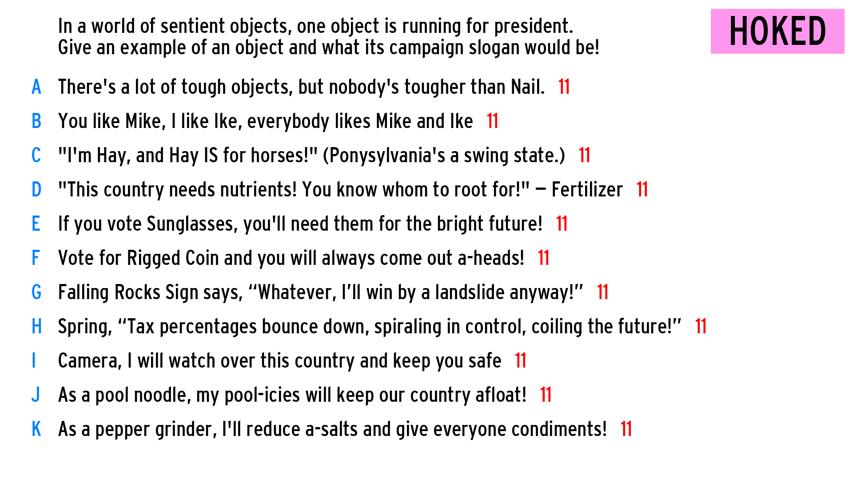 In a world of sentient objects, one object is running for president.
Give an example of an object and what its campaign slogan would be!
HOKED
A There's a lot of tough objects, but nobody's tougher than Nail. 11
B You like Mike, I like Ike, everybody likes Mike and Ike 11
C "I'm Hay, and Hay IS for horses!" (Ponysylvania's a swing state.) 11
D "This country needs nutrients! You know whom to root for!" – Fertilizer 11
E If you vote Sunglasses, you'll need them for the bright future! 11
F Vote for Rigged Coin and you will always come out a-heads! 11
G Falling Rocks Sign says, “Whatever, I’ll win by a landslide anyway!” 11
H Spring, “Tax percentages bounce down, spiraling in control, coiling the future!” 11
I Camera, I will watch over this country and keep you safe 11
J As a pool noodle, my pool-icies will keep our country afloat! 11
K As a pepper grinder, I'll reduce a-salts and give everyone condiments! 11